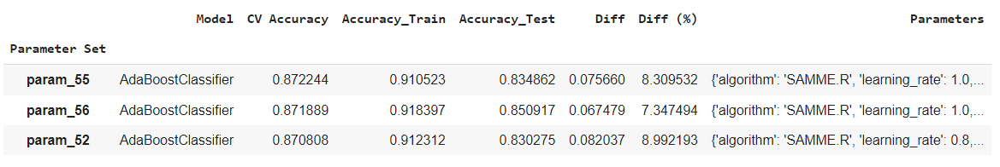 Model CV Accuracy Accuracy_Train Accuracy_Test Diff Diff (%) Parameters
Parameter Set
param_55 AdaBoostClassifier 0.872244 0.910523 0.834862 0.075660 8.309532 {'algorithm': 'SAMME.R', 'learning_rate': 1.0,...
param_56 AdaBoostClassifier 0.871889 0.918397 0.850917 0.067479 7.347494 {'algorithm': 'SAMME.R', 'learning_rate': 1.0,...
param_52 AdaBoostClassifier 0.870808 0.912312 0.830275 0.082037 8.992193 {'algorithm': 'SAMME.R', 'learning_rate': 0.8,...